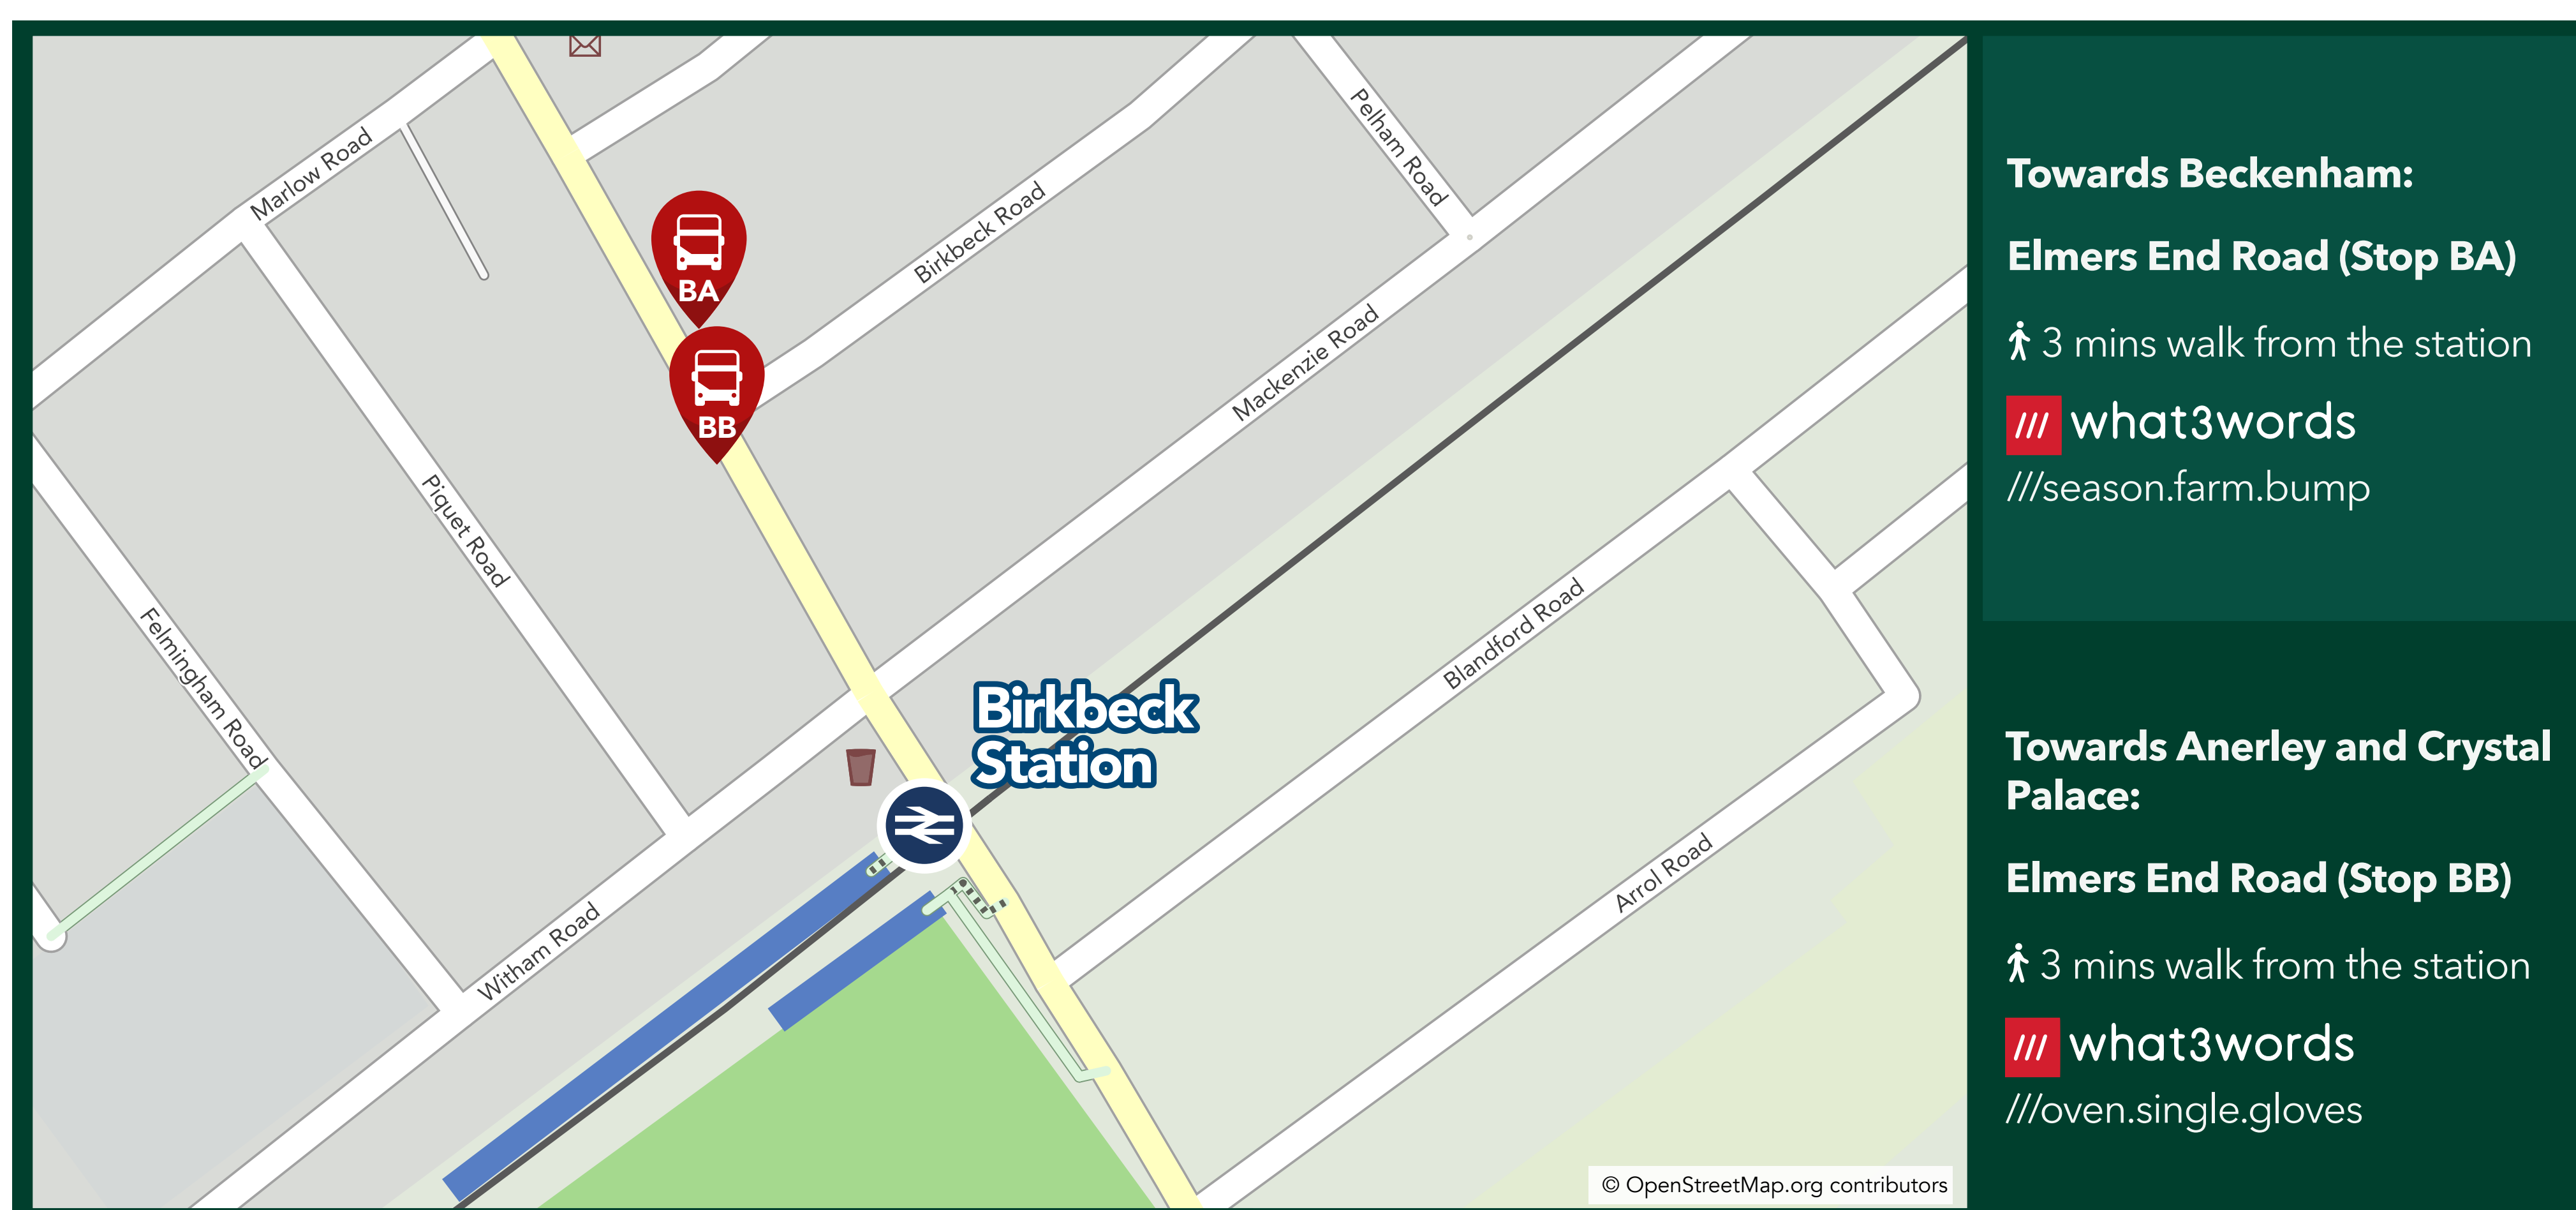 Marlow Road
Pelham Road
Birkbeck Road
BA
BB
Mackenzie Road
Piquet Road
Felmingham Road
Blandford Road
Birkbeck
Station
Arrol Road
Witham Road
© OpenStreetMap.org contributors
Towards Beckenham:
Elmers End Road (Stop BA)
3 mins walk from the station
/// what3words
///season.farm.bump
Towards Anerley and Crystal
Palace:
Elmers End Road (Stop BB)
3 mins walk from the station
/// what3words
///oven.single.gloves